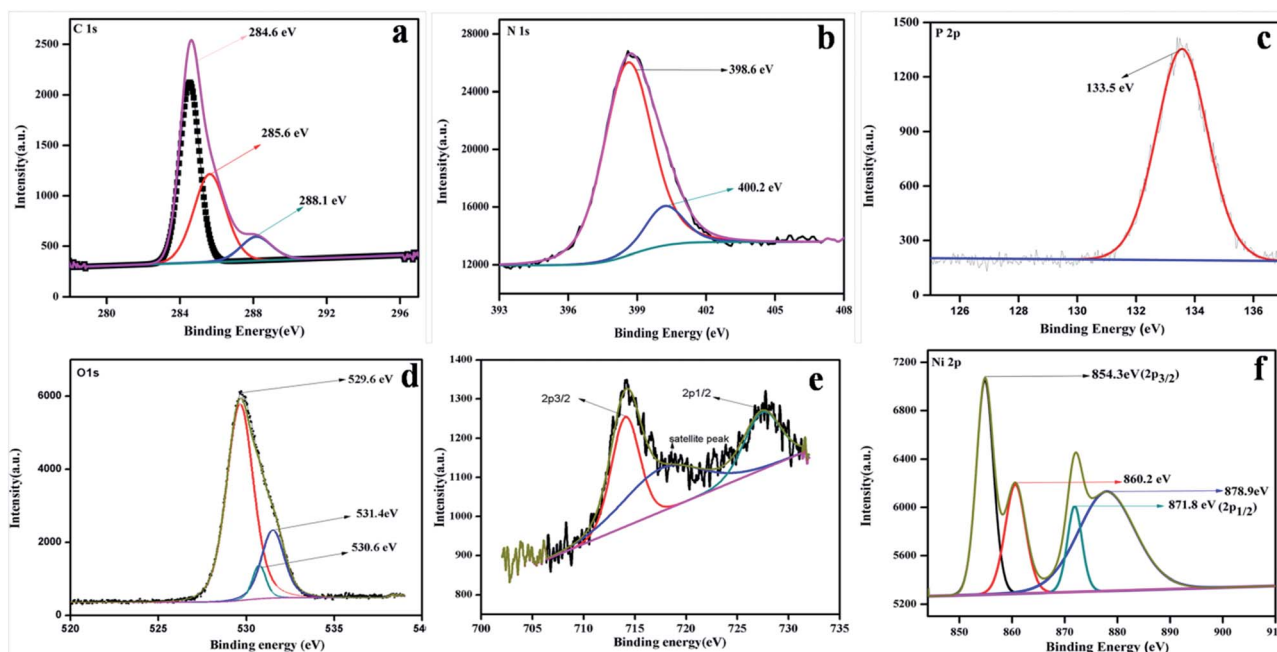 C 1s
a
284.6 eV
285.6 eV
288.1 eV
2500
2000
1500
1000
500
0
280
284
288
292
296
Intensity(a.u.)
Binding Energy(eV)
N 1s
b
398.6 eV
400.2 eV
28000
24000
20000
16000
12000
393
396
399
402
405
408
Intensity(a.u.)
Binding Energy (eV)
P 2p
c
133.5 eV
1500
1200
900
600
300
0
126
128
130
132
134
136
Intensity(a.u.)
Binding Energy (eV)
O1s
d
529.6 eV
531.4eV
530.6 eV
6000
4000
2000
0
520
525
530
535
54
Intensity(a.u.)
Binding energy(eV)
e
2p3/2
2p1/2
satellite peak
1400
1300
1200
1100
1000
900
800
700
705
710
715
720
725
730
735
Intensity(a.u.)
Binding energy (eV)
Ni 2p
f
854.3eV(2p3/2)
860.2 eV
878.9eV
871.8 eV(2p1/2)
7200
6800
6400
6000
5600
5200
850
860
870
880
890
900
91
Intensity(a.u.)
Binding Energy (eV)